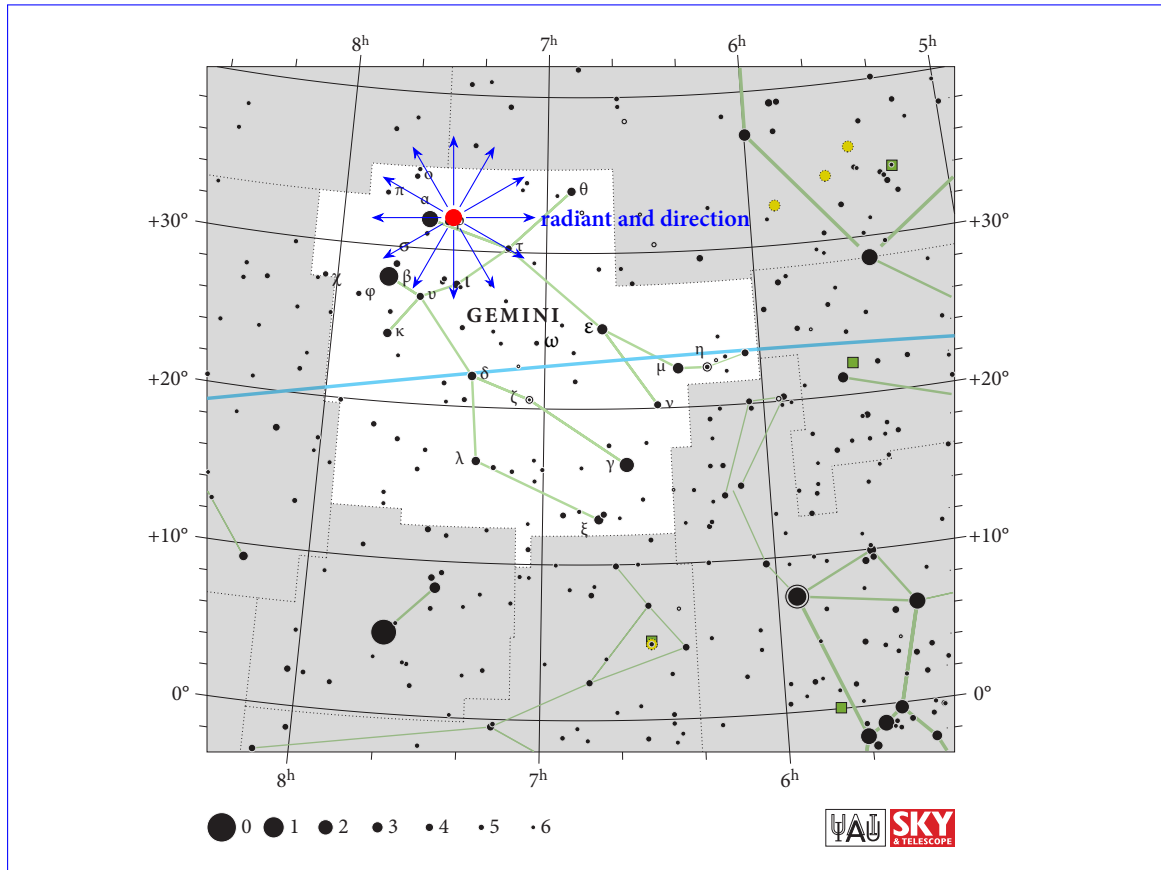 8h 7h 6h 5h
ο
π
θ
α
+30° radiant and direction +30°
σ τ
χ β ι
φ υ
GEMINI
κ ω ε
η
μ
+20° δ +20°
ζ ν
λ γ
ξ
+10° +10°
0° 0°
8h 7h 6h
0 1 2 3 4 5 6
IAU SKY
& TELESCOPE